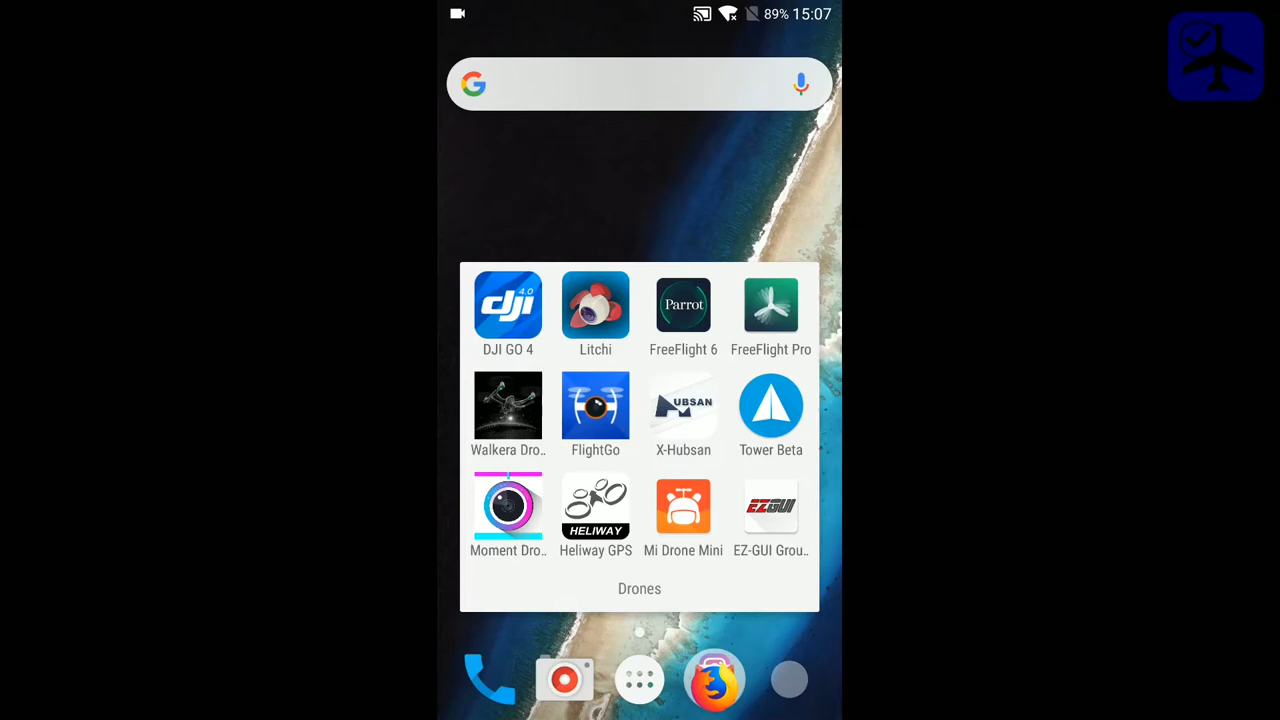 89% 15:07
G
dji 4.0
Parrot
DJI GO 4
Litchi
FreeFlight 6
FreeFlight Pro
HUBSAN
Walkera Dro..
FlightGo
X-Hubsan
Tower Beta
HELIWAY
EZGUI
Moment Dro..
Heliway GPS
Mi Drone Mini
EZ-GUI Grou..
Drones